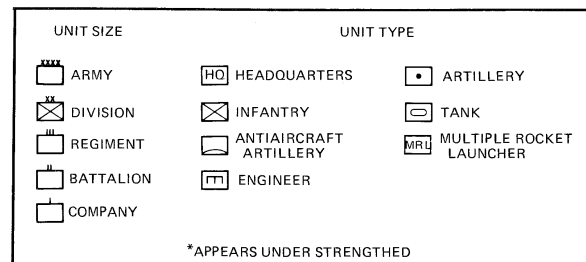 UNIT SIZE
UNIT TYPE
XXXX ARMY
HQ HEADQUARTERS
ARTILLERY
XX DIVISION
INFANTRY
TANK
III REGIMENT
ANTIAIRCRAFT
ARTILLERY
MRL MULTIPLE ROCKET
LAUNCHER
II BATTALION
ENGINEER
I COMPANY
*APPEARS UNDER STRENGTHED